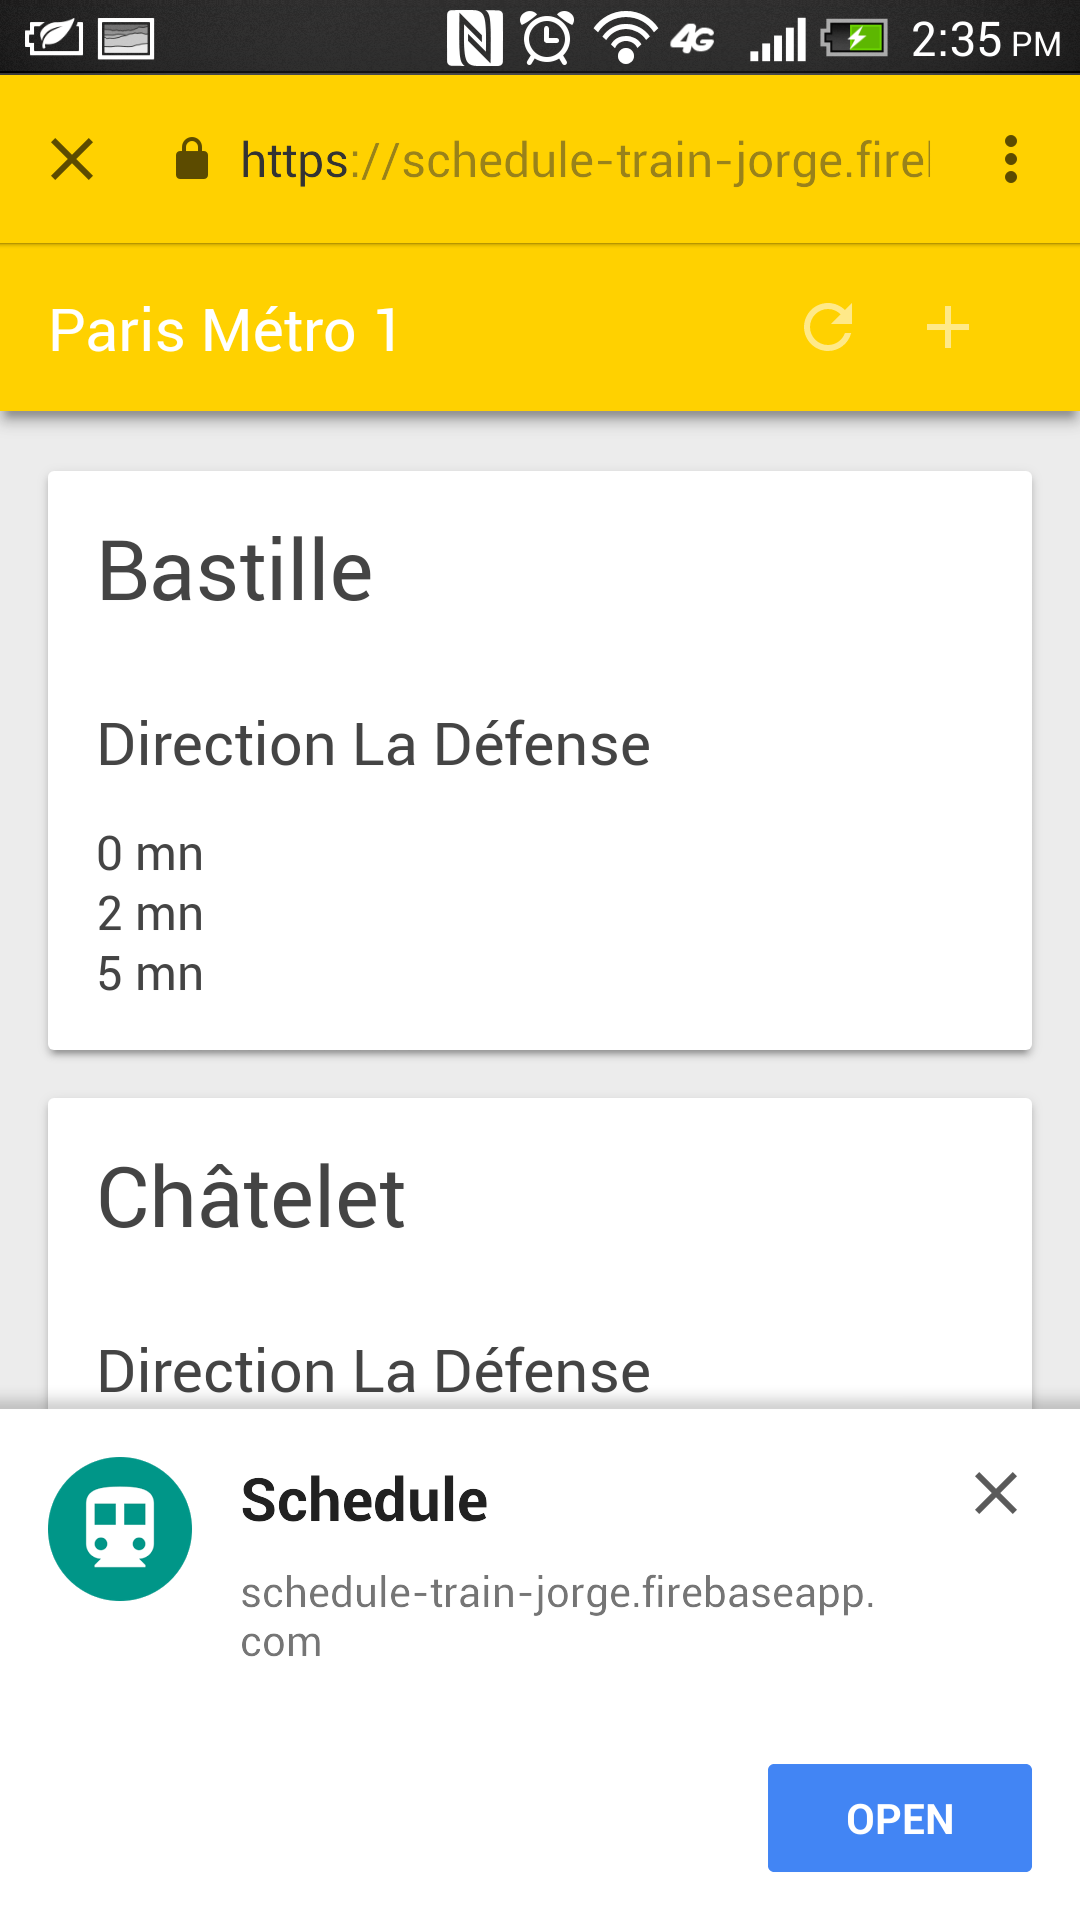 4G 2:35 PM
https://schedule-train-jorge.fire
Paris Métro 1
Bastille
Direction La Défense
0 mn
2 mn
5 mn
Châtelet
Direction La Défense
Schedule
schedule-train-jorge.firebaseapp.
com
OPEN